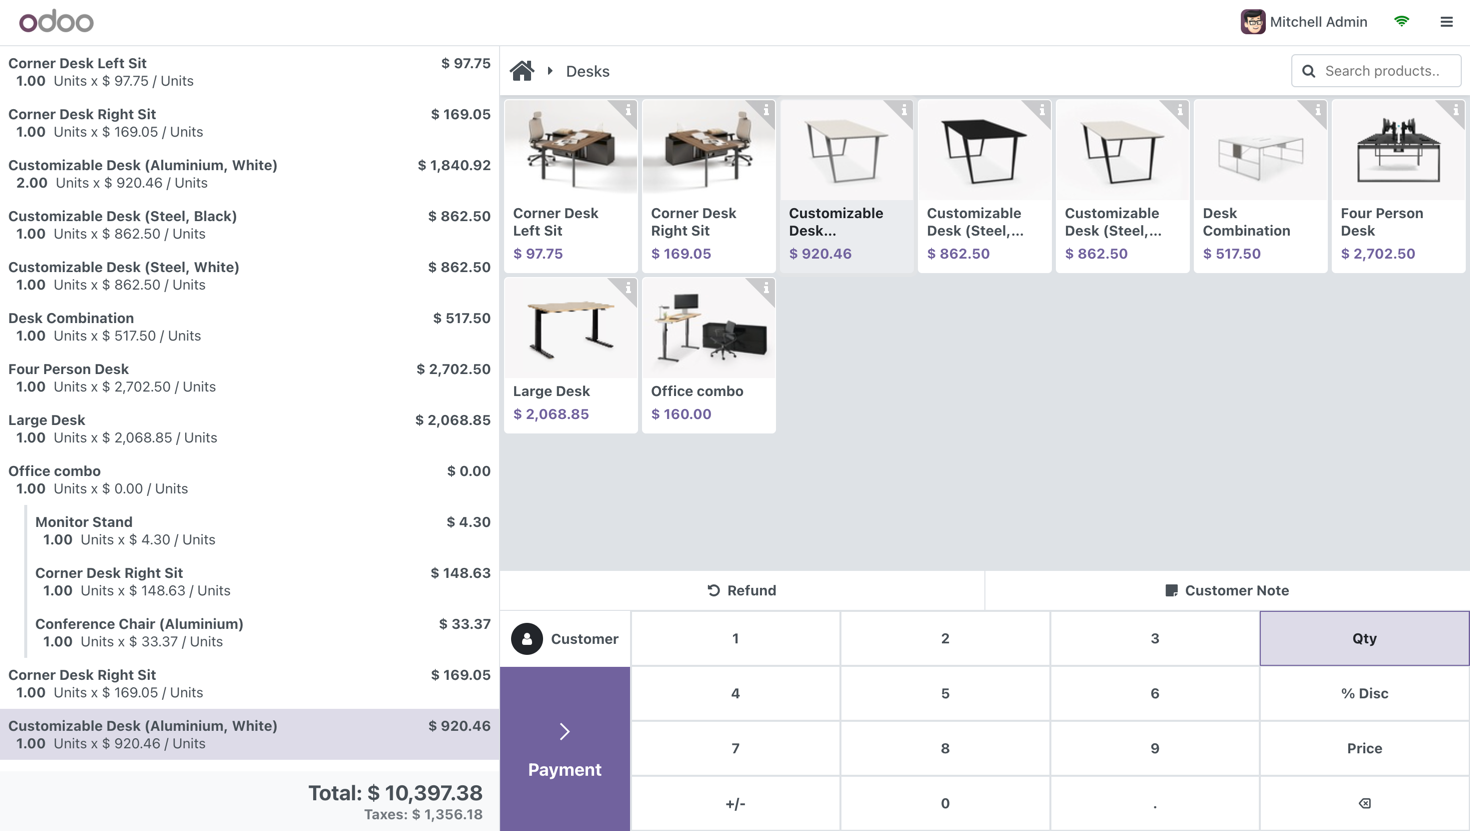 odoo
Mitchell Admin
Corner Desk Left Sit $ 97.75
1.00 Units x $ 97.75 / Units
Corner Desk Right Sit $ 169.05
1.00 Units x $ 169.05 / Units
Customizable Desk (Aluminium, White) $ 1,840.92
2.00 Units x $ 920.46 / Units
Customizable Desk (Steel, Black) $ 862.50
1.00 Units x $ 862.50 / Units
Customizable Desk (Steel, White) $ 862.50
1.00 Units x $ 862.50 / Units
Desk Combination $ 517.50
1.00 Units x $ 517.50 / Units
Four Person Desk $ 2,702.50
1.00 Units x $ 2,702.50 / Units
Large Desk $ 2,068.85
1.00 Units x $ 2,068.85 / Units
Office combo $ 0.00
1.00 Units x $ 0.00 / Units
Monitor Stand $ 4.30
1.00 Units x $ 4.30 / Units
Corner Desk Right Sit $ 148.63
1.00 Units x $ 148.63 / Units
Conference Chair (Aluminium) $ 33.37
1.00 Units x $ 33.37 / Units
Corner Desk Right Sit $ 169.05
1.00 Units x $ 169.05 / Units
Customizable Desk (Aluminium, White) $ 920.46
1.00 Units x $ 920.46 / Units
Total: $ 10,397.38
Taxes: $ 1,356.18
Desks
Search products..
Corner Desk
Left Sit
$ 97.75
Corner Desk
Right Sit
$ 169.05
Customizable
Desk...
$ 920.46
Customizable
Desk (Steel,...
$ 862.50
Customizable
Desk (Steel,...
$ 862.50
Desk
Combination
$ 517.50
Four Person
Desk
$ 2,702.50
Large Desk
$ 2,068.85
Office combo
$ 160.00
Refund
Customer Note
Customer
1 2 3 Qty
4 5 6 % Disc
7 8 9 Price
+/- 0 .
Payment